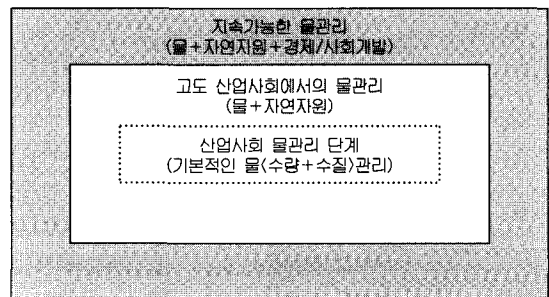 지속가능한 물관리
(물+자연자원+경제/사회개발)
고도 산업사회에서의 물관리
(물+자연자원)
산업사회 물관리 단계
(기본적인 물<수량+수질>관리)